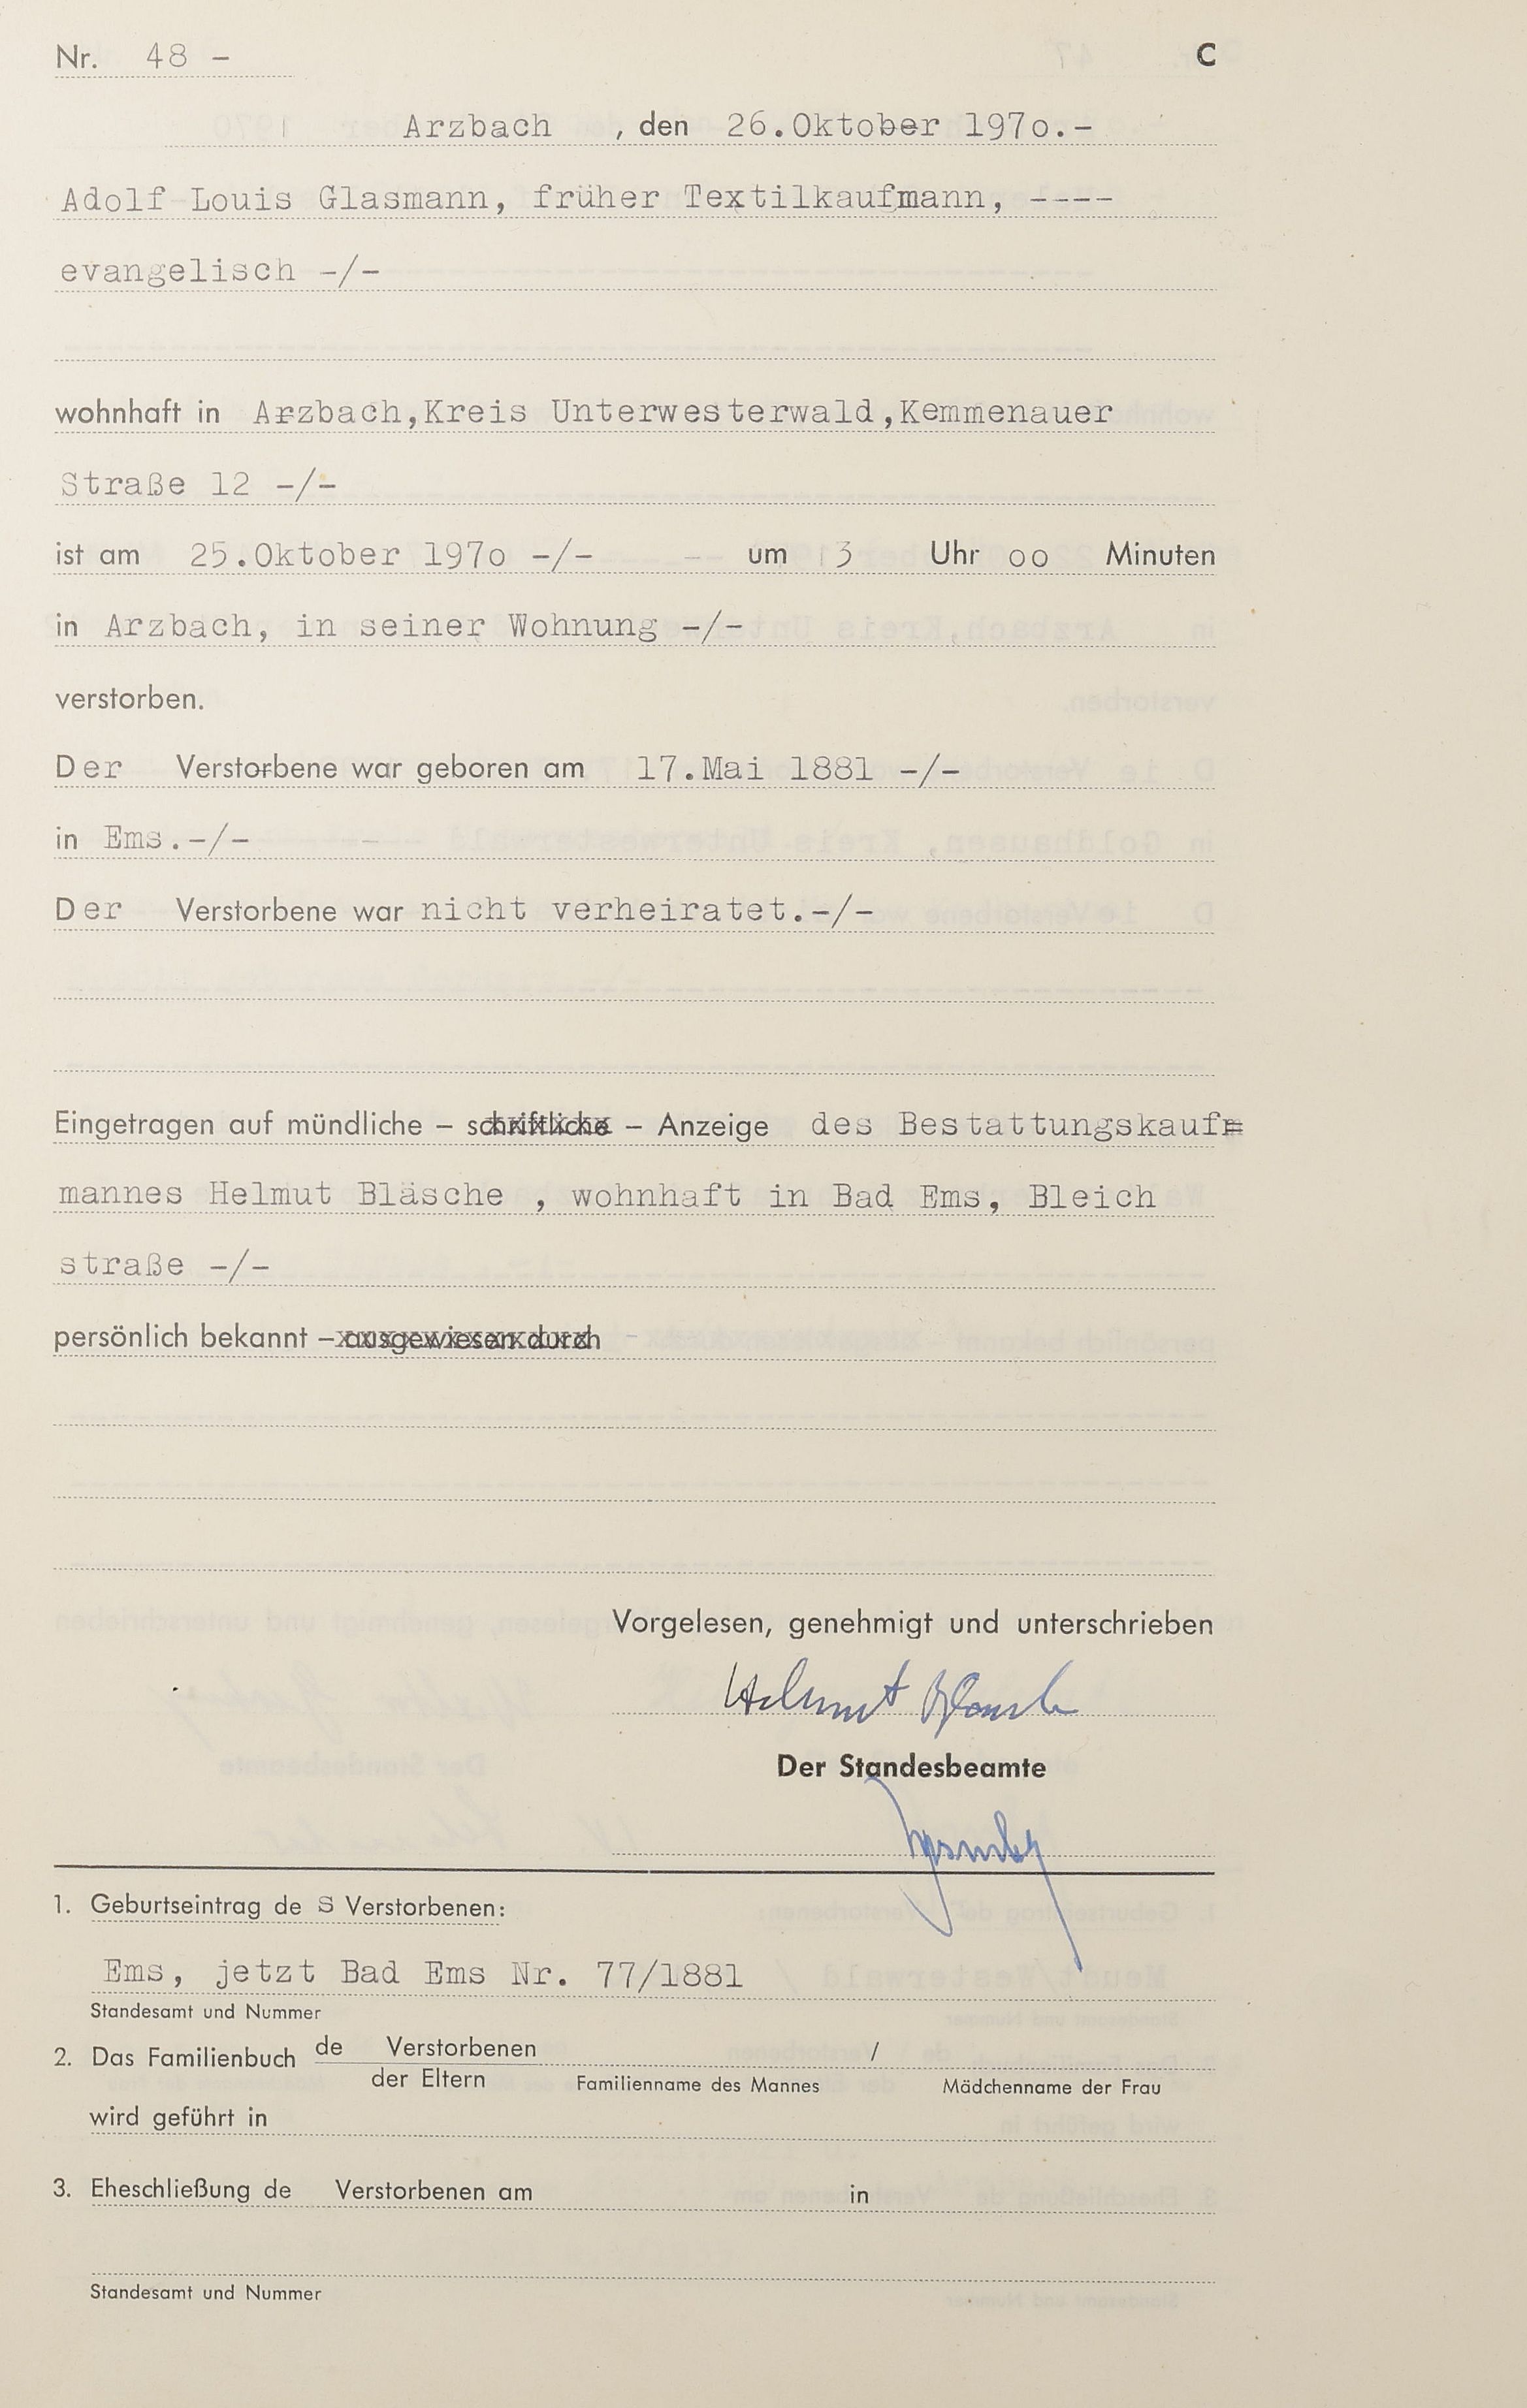 Nr. 48 - C
Arzbach , den 26.Oktober 197o.-
Adolf Louis Glasmann, früher Textilkaufmann, ----
evangelisch -/-
wohnhaft in Arzbach,Kreis Unterwesterwald,Kemmenauer
Straße 12 -/-
ist am 25.Oktober 197o -/- um 3 Uhr oo Minuten
in Arzbach, in seiner Wohnung -/-
verstorben.
Der Verstorbene war geboren am 17.Mai 1881 -/-
in Ems.-/-
Der Verstorbene war nicht verheiratet.-/-
Eingetragen auf mündliche – schriftliche – Anzeige des Bestattungskauf=
mannes Helmut Bläsche , wohnhaft in Bad Ems, Bleich
straße -/-
persönlich bekannt – ausgewiesen durch
Vorgelesen, genehmigt und unterschrieben
Helmut
Der Standesbeamte
1. Geburtseintrag de s Verstorbenen:
Ems, jetzt Bad Ems Nr. 77/1881
Standesamt und Nummer
2. Das Familienbuch de Verstorbenen /
der Eltern Familienname des Mannes Mädchenname der Frau
wird geführt in
3. Eheschließung de Verstorbenen am in
Standesamt und Nummer